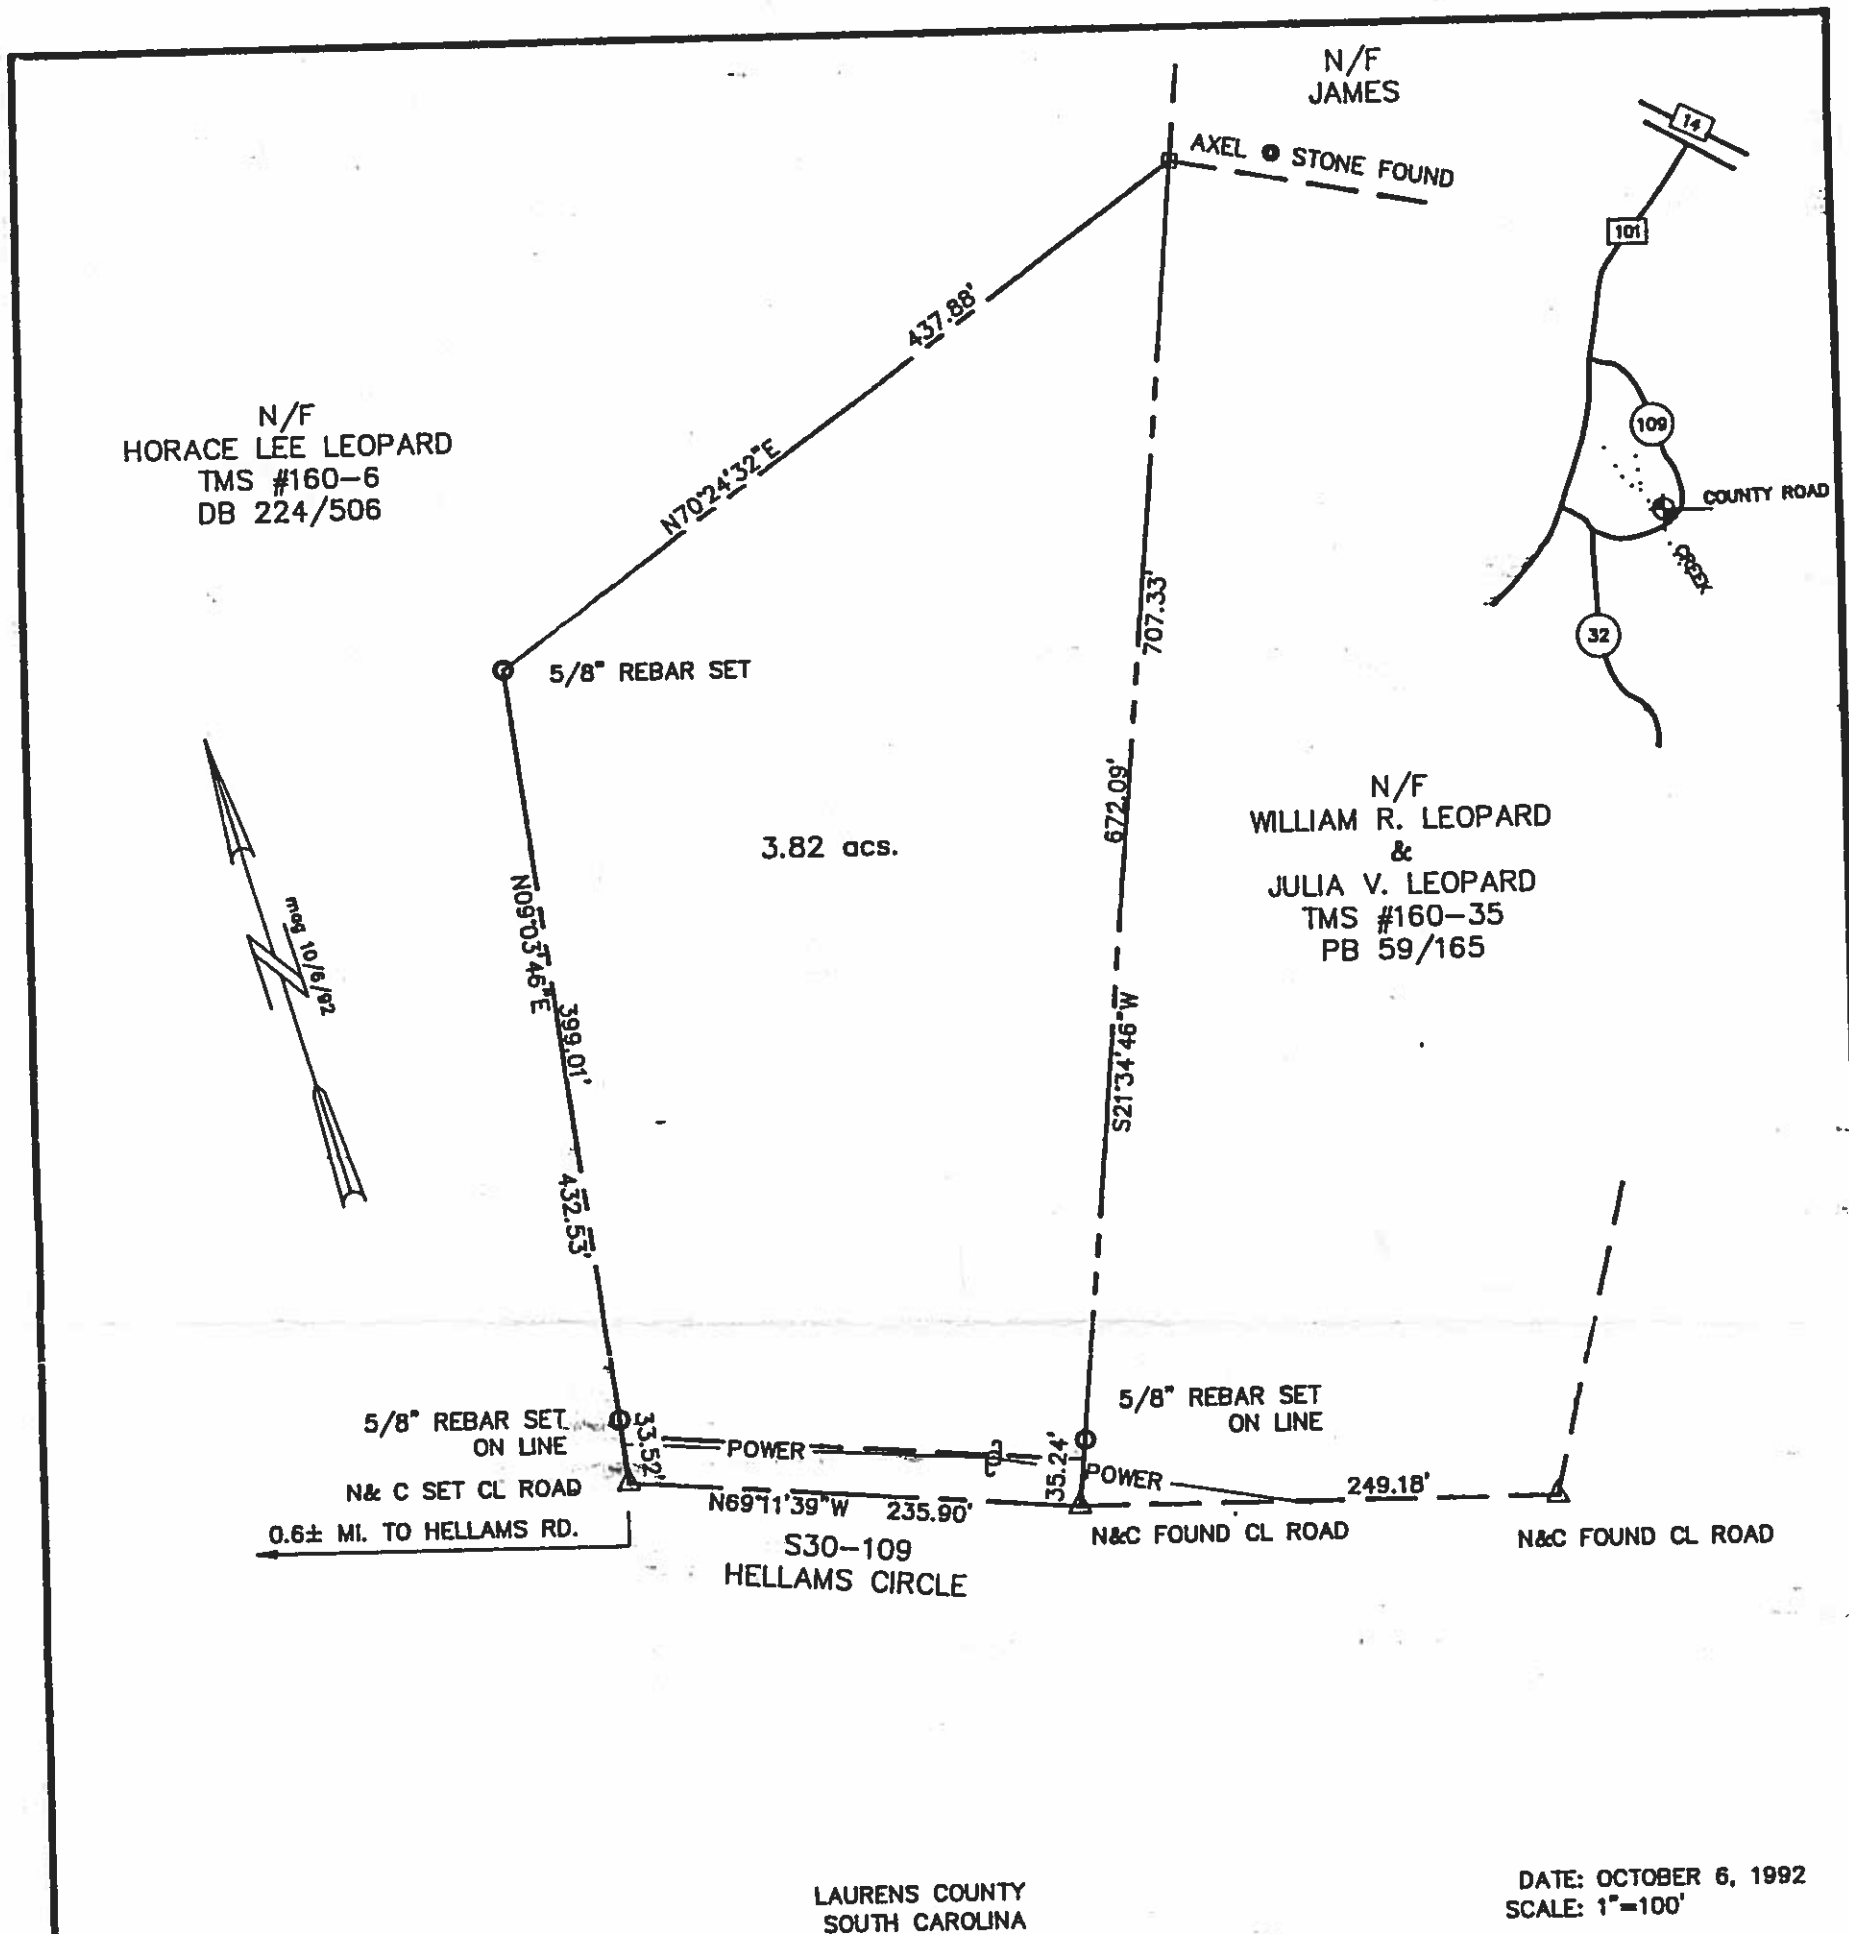 N/F
JAMES
AXEL STONE FOUND
14
101
109
COUNTY ROAD
CREEK
32
437.88'
N70°24'32"E
N/F
HORACE LEE LEOPARD
TMS #160-6
DB 224/506
5/8" REBAR SET
707.33'
672.09'
S21°34'46"W
3.82 acs.
N/F
WILLIAM R. LEOPARD
&
JULIA V. LEOPARD
TMS #160-35
PB 59/165
mag 10/6/92
N09°03'46"E
399.01'
432.53'
5/8" REBAR SET
ON LINE
33.52'
POWER
35.24'
5/8" REBAR SET
ON LINE
POWER
249.18'
N& C SET CL ROAD
N69°11'39"W 235.90'
0.6± MI. TO HELLAMS RD.
S30-109
HELLAMS CIRCLE
N&C FOUND CL ROAD
N&C FOUND CL ROAD
LAURENS COUNTY
SOUTH CAROLINA
DATE: OCTOBER 6, 1992
SCALE: 1"=100'